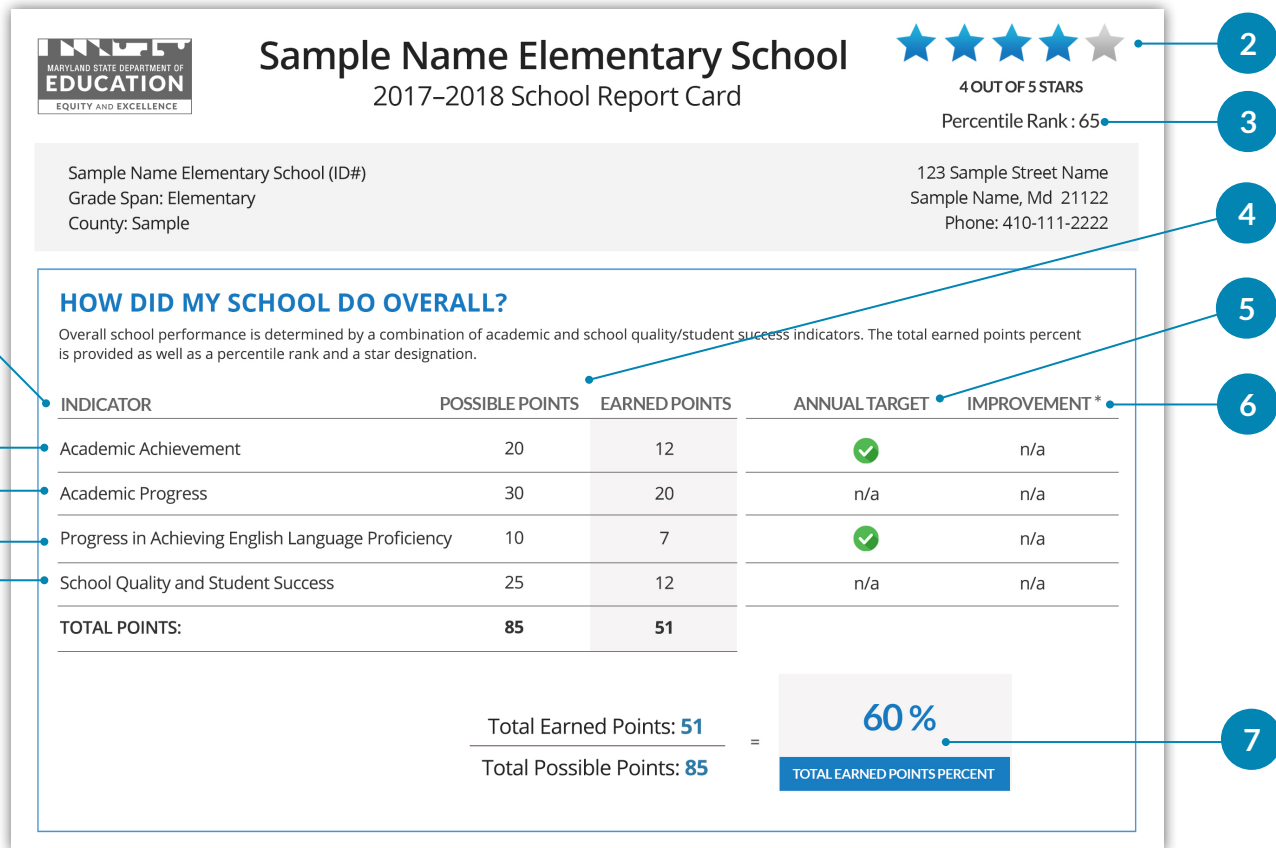 MARYLAND STATE DEPARTMENT OF
EDUCATION
EQUITY AND EXCELLENCE
Sample Name Elementary School
2017–2018 School Report Card
4 OUT OF 5 STARS
Percentile Rank : 65
2
3
Sample Name Elementary School (ID#)
Grade Span: Elementary
County: Sample
123 Sample Street Name
Sample Name, Md 21122
Phone: 410-111-2222
4
HOW DID MY SCHOOL DO OVERALL?
Overall school performance is determined by a combination of academic and school quality/student success indicators. The total earned points percent
is provided as well as a percentile rank and a star designation.
5
INDICATOR POSSIBLE POINTS EARNED POINTS ANNUAL TARGET IMPROVEMENT *
6
Academic Achievement 20 12 n/a
Academic Progress 30 20 n/a n/a
Progress in Achieving English Language Proficiency 10 7 n/a
School Quality and Student Success 25 12 n/a n/a
TOTAL POINTS: 85 51
Total Earned Points: 51
Total Possible Points: 85
=
60 %
TOTAL EARNED POINTS PERCENT
7